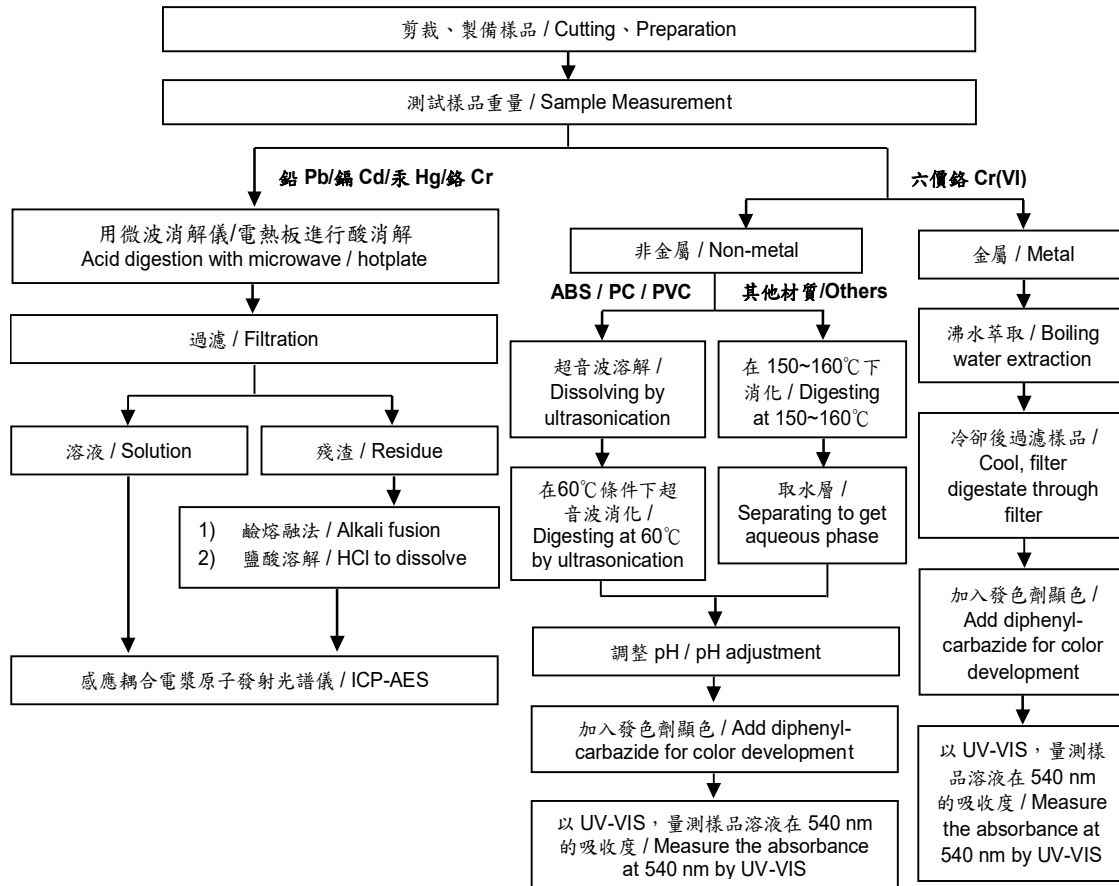 剪裁、製備樣品 / Cutting、Preparation
測試樣品重量 / Sample Measurement
鉛 Pb/鎘 Cd/汞 Hg/鉻 Cr
六價鉻 Cr(VI)
用微波消解儀/電熱板進行酸消解
Acid digestion with microwave / hotplate
非金屬 / Non-metal
金屬 / Metal
ABS / PC / PVC
其他材質/Others
過濾 / Filtration
超音波溶解 /
Dissolving by
ultrasonication
在 150~160℃下
消化 / Digesting
at 150~160℃
沸水萃取 / Boiling
water extraction
溶液 / Solution
殘渣 / Residue
冷卻後過濾樣品 /
Cool, filter
digestate through
filter
在60℃條件下超
音波消化 /
Digesting at 60℃
by ultrasonication
取水層 /
Separating to get
aqueous phase
1) 鹼熔融法 / Alkali fusion
2) 鹽酸溶解 / HCl to dissolve
加入發色劑顯色 /
Add diphenyl-
carbazide for color
development
調整 pH / pH adjustment
感應耦合電漿原子發射光譜儀 / ICP-AES
加入發色劑顯色 / Add diphenyl-
carbazide for color development
以 UV-VIS，量測樣
品溶液在 540 nm
的吸收度 / Measure
the absorbance at
540 nm by UV-VIS
以 UV-VIS，量測樣品溶液在 540 nm
的吸收度 / Measure the absorbance
at 540 nm by UV-VIS